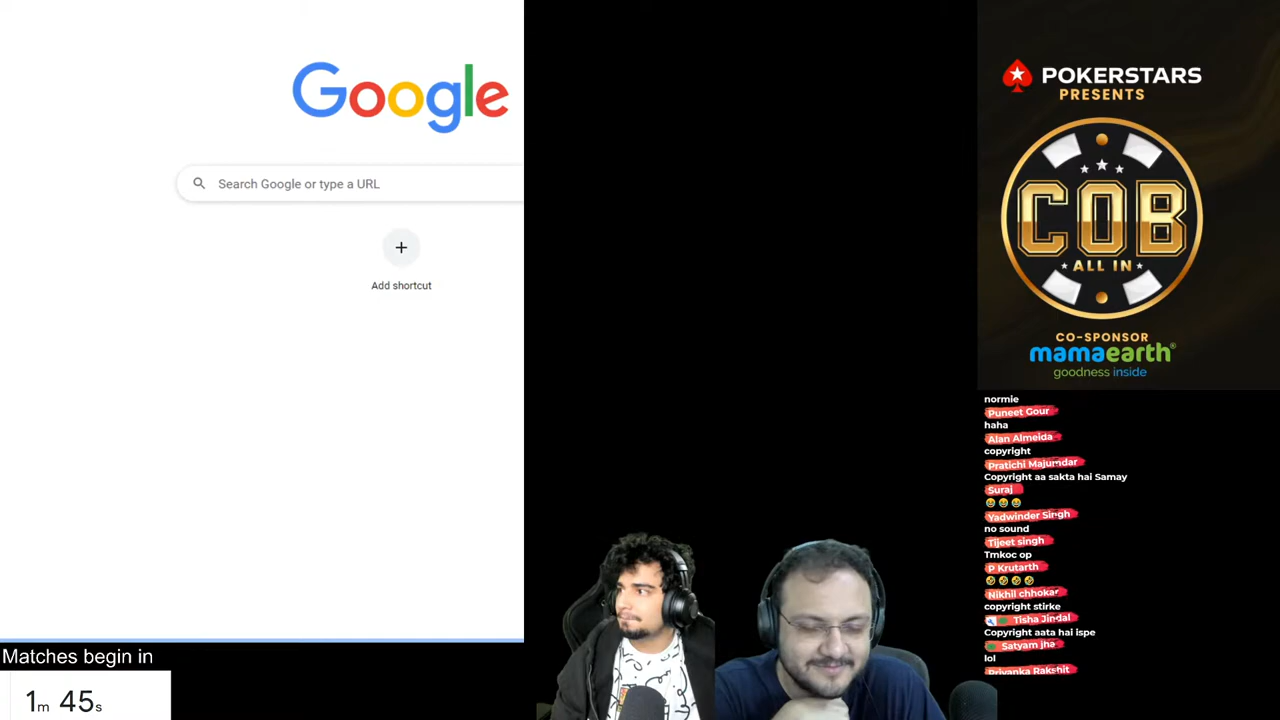 Google
Search Google or type a URL
Add shortcut
Matches begin in
1m 45s
POKERSTARS
PRESENTS
COB
ALL IN
CO-SPONSOR
mamaearth®
goodness inside
normie
Puneet Gour
haha
Alan Almeida
copyright
Pratichi Majumdar
Copyright aa sakta hai Samay
Suraj
😆 😆 😆
Yadwinder Singh
no sound
Tijeet singh
Tmkoc op
P Krutarth
🤣 🤣 🤣 🤣
Nikhil chhokar
copyright stirke
Tisha Jindal
Copyright aata hai ispe
Satyam jha
lol
Priyanka Rakshit